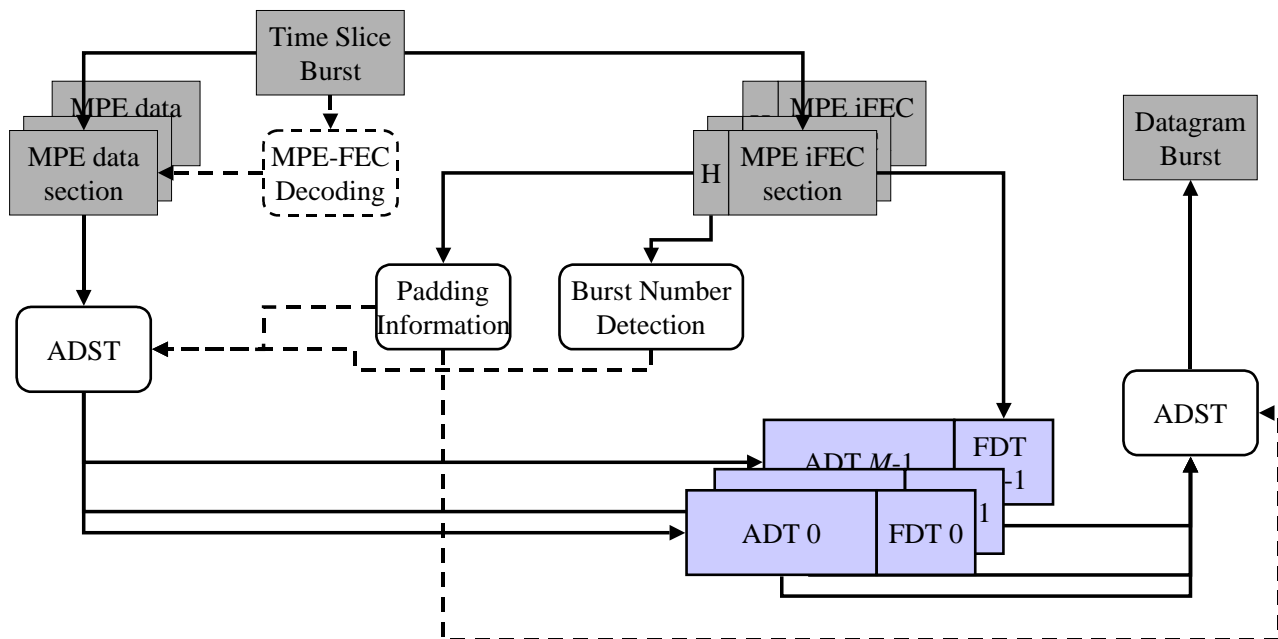 Time Slice
Burst
MPE data
MPE iFEC
MPE data
section
MPE-FEC
Decoding
H
MPE iFEC
section
Datagram
Burst
Padding
Information
Burst Number
Detection
ADST
ADST
ADT M-1
FDT
-1
1
ADT 0
FDT 0